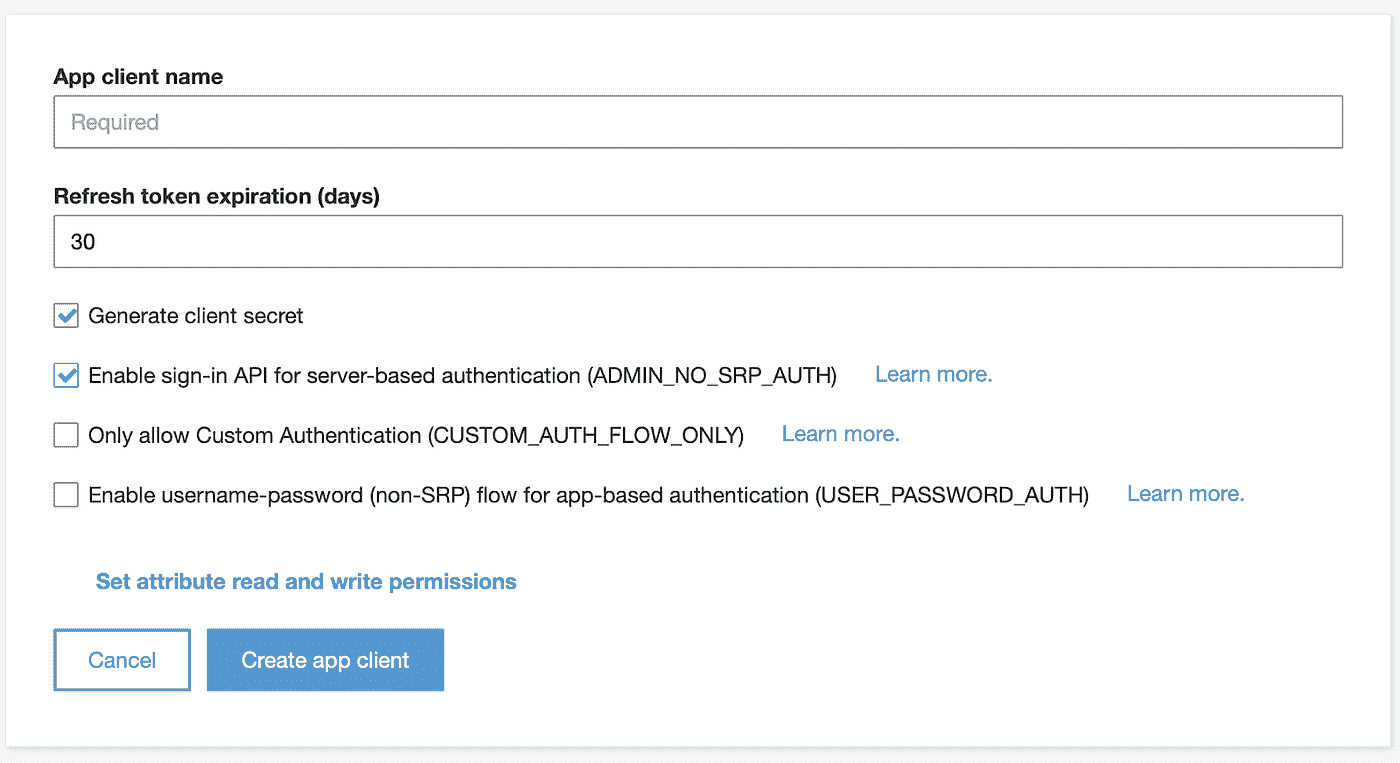 App client name
Required
Refresh token expiration (days)
30
Generate client secret
Enable sign-in API for server-based authentication (ADMIN_NO_SRP_AUTH) Learn more.
Only allow Custom Authentication (CUSTOM_AUTH_FLOW_ONLY) Learn more.
Enable username-password (non-SRP) flow for app-based authentication (USER_PASSWORD_AUTH) Learn more.
Set attribute read and write permissions
Cancel Create app client